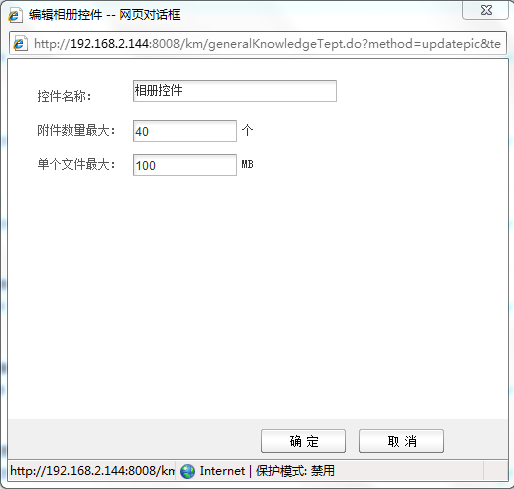 编辑相册控件 -- 网页对话框
http://192.168.2.144:8008/km/generalKnowledgeTept.do?method=updatepic&te
控件名称： 相册控件
附件数量最大： 40 个
单个文件最大： 100 MB
确 定 取 消
http://192.168.2.144:8008/km Internet | 保护模式: 禁用